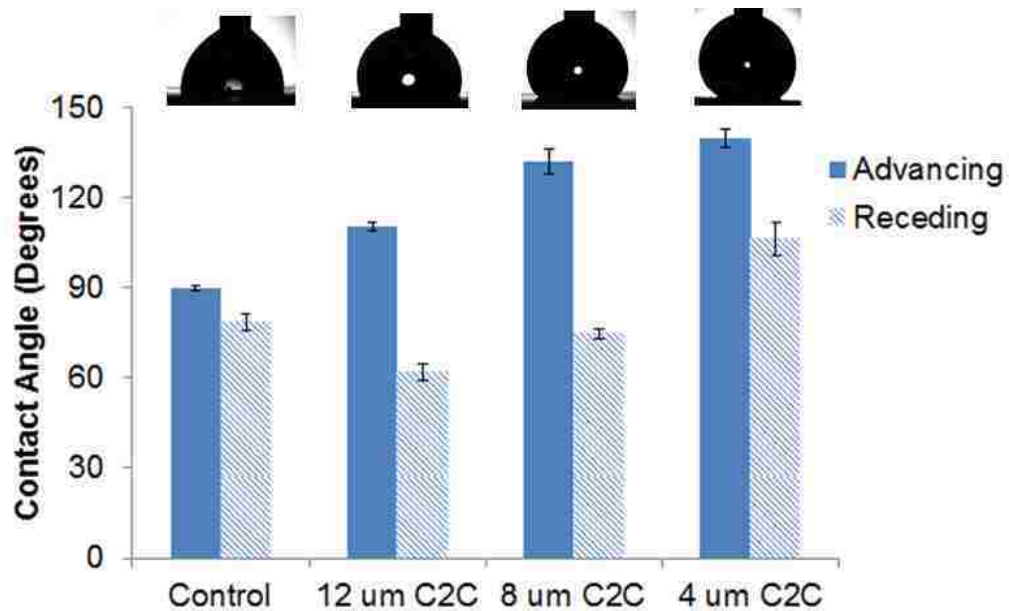 150
120
90
60
30
0
Contact Angle (Degrees)
Advancing
Receding
Control
12 um C2C
8 um C2C
4 um C2C